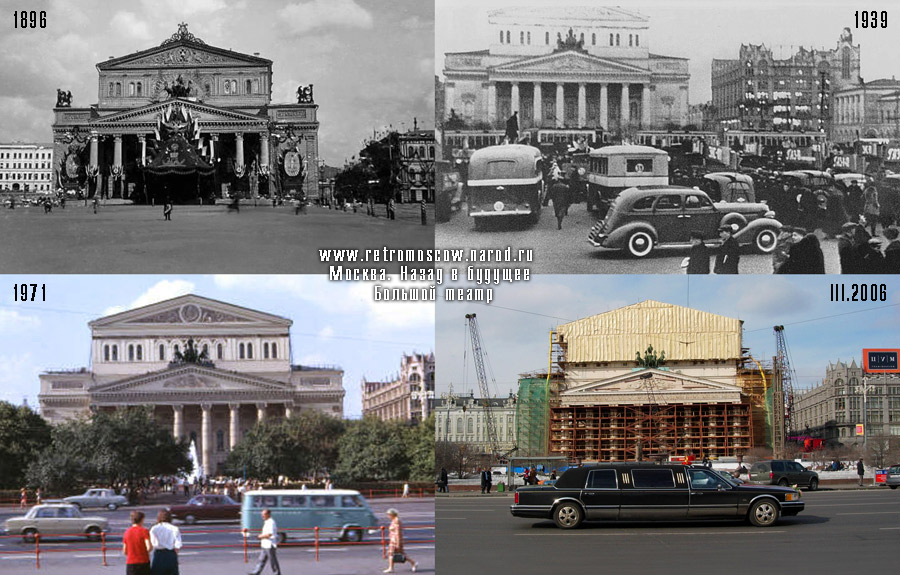 1896
1939
www.retromoscow.narod.ru
Москва. Назад в будущее
Большой театр
1971
III.2006
ЦУМ